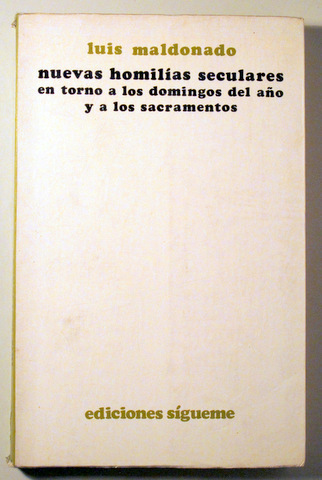 luis maldonado
nuevas homilías seculares
en torno a los domingos del año
y a los sacramentos
ediciones sígueme